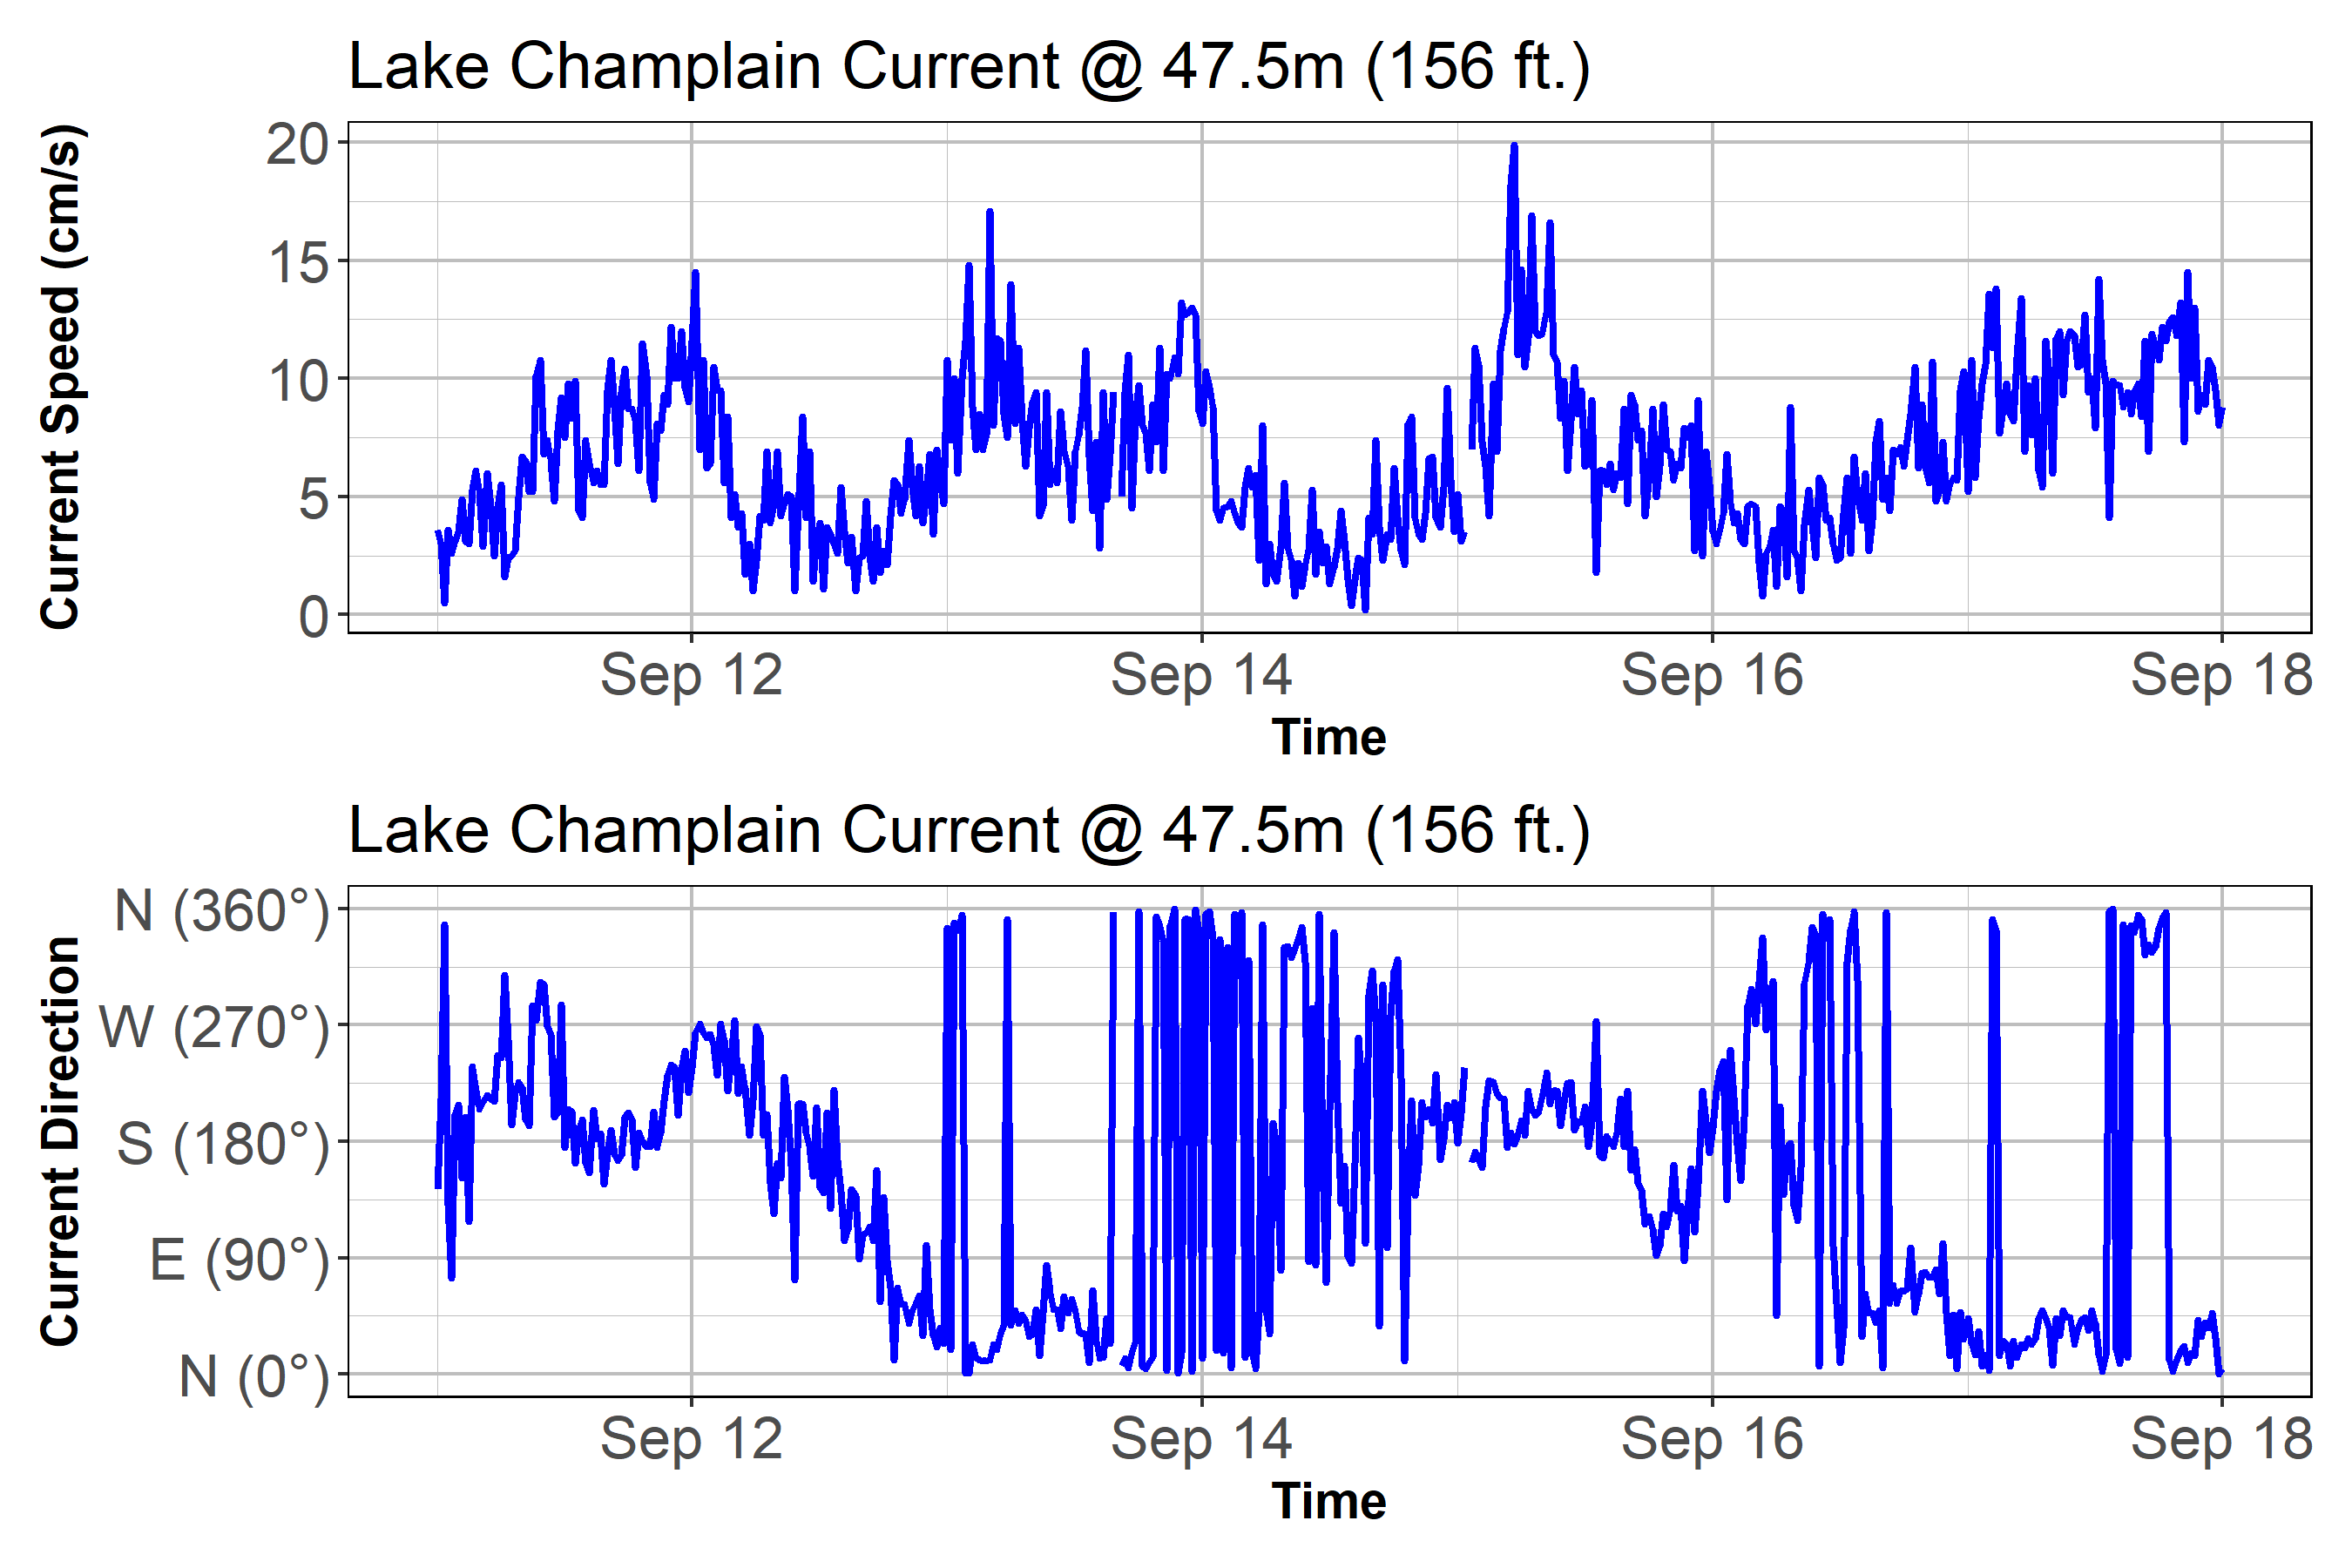 Lake Champlain Current @ 47.5m (156 ft.)
Current Speed (cm/s)
20
15
10
5
0
Sep 12 Sep 14 Sep 16 Sep 18
Time
Lake Champlain Current @ 47.5m (156 ft.)
Current Direction
N (360°)
W (270°)
S (180°)
E (90°)
N (0°)
Sep 12 Sep 14 Sep 16 Sep 18
Time